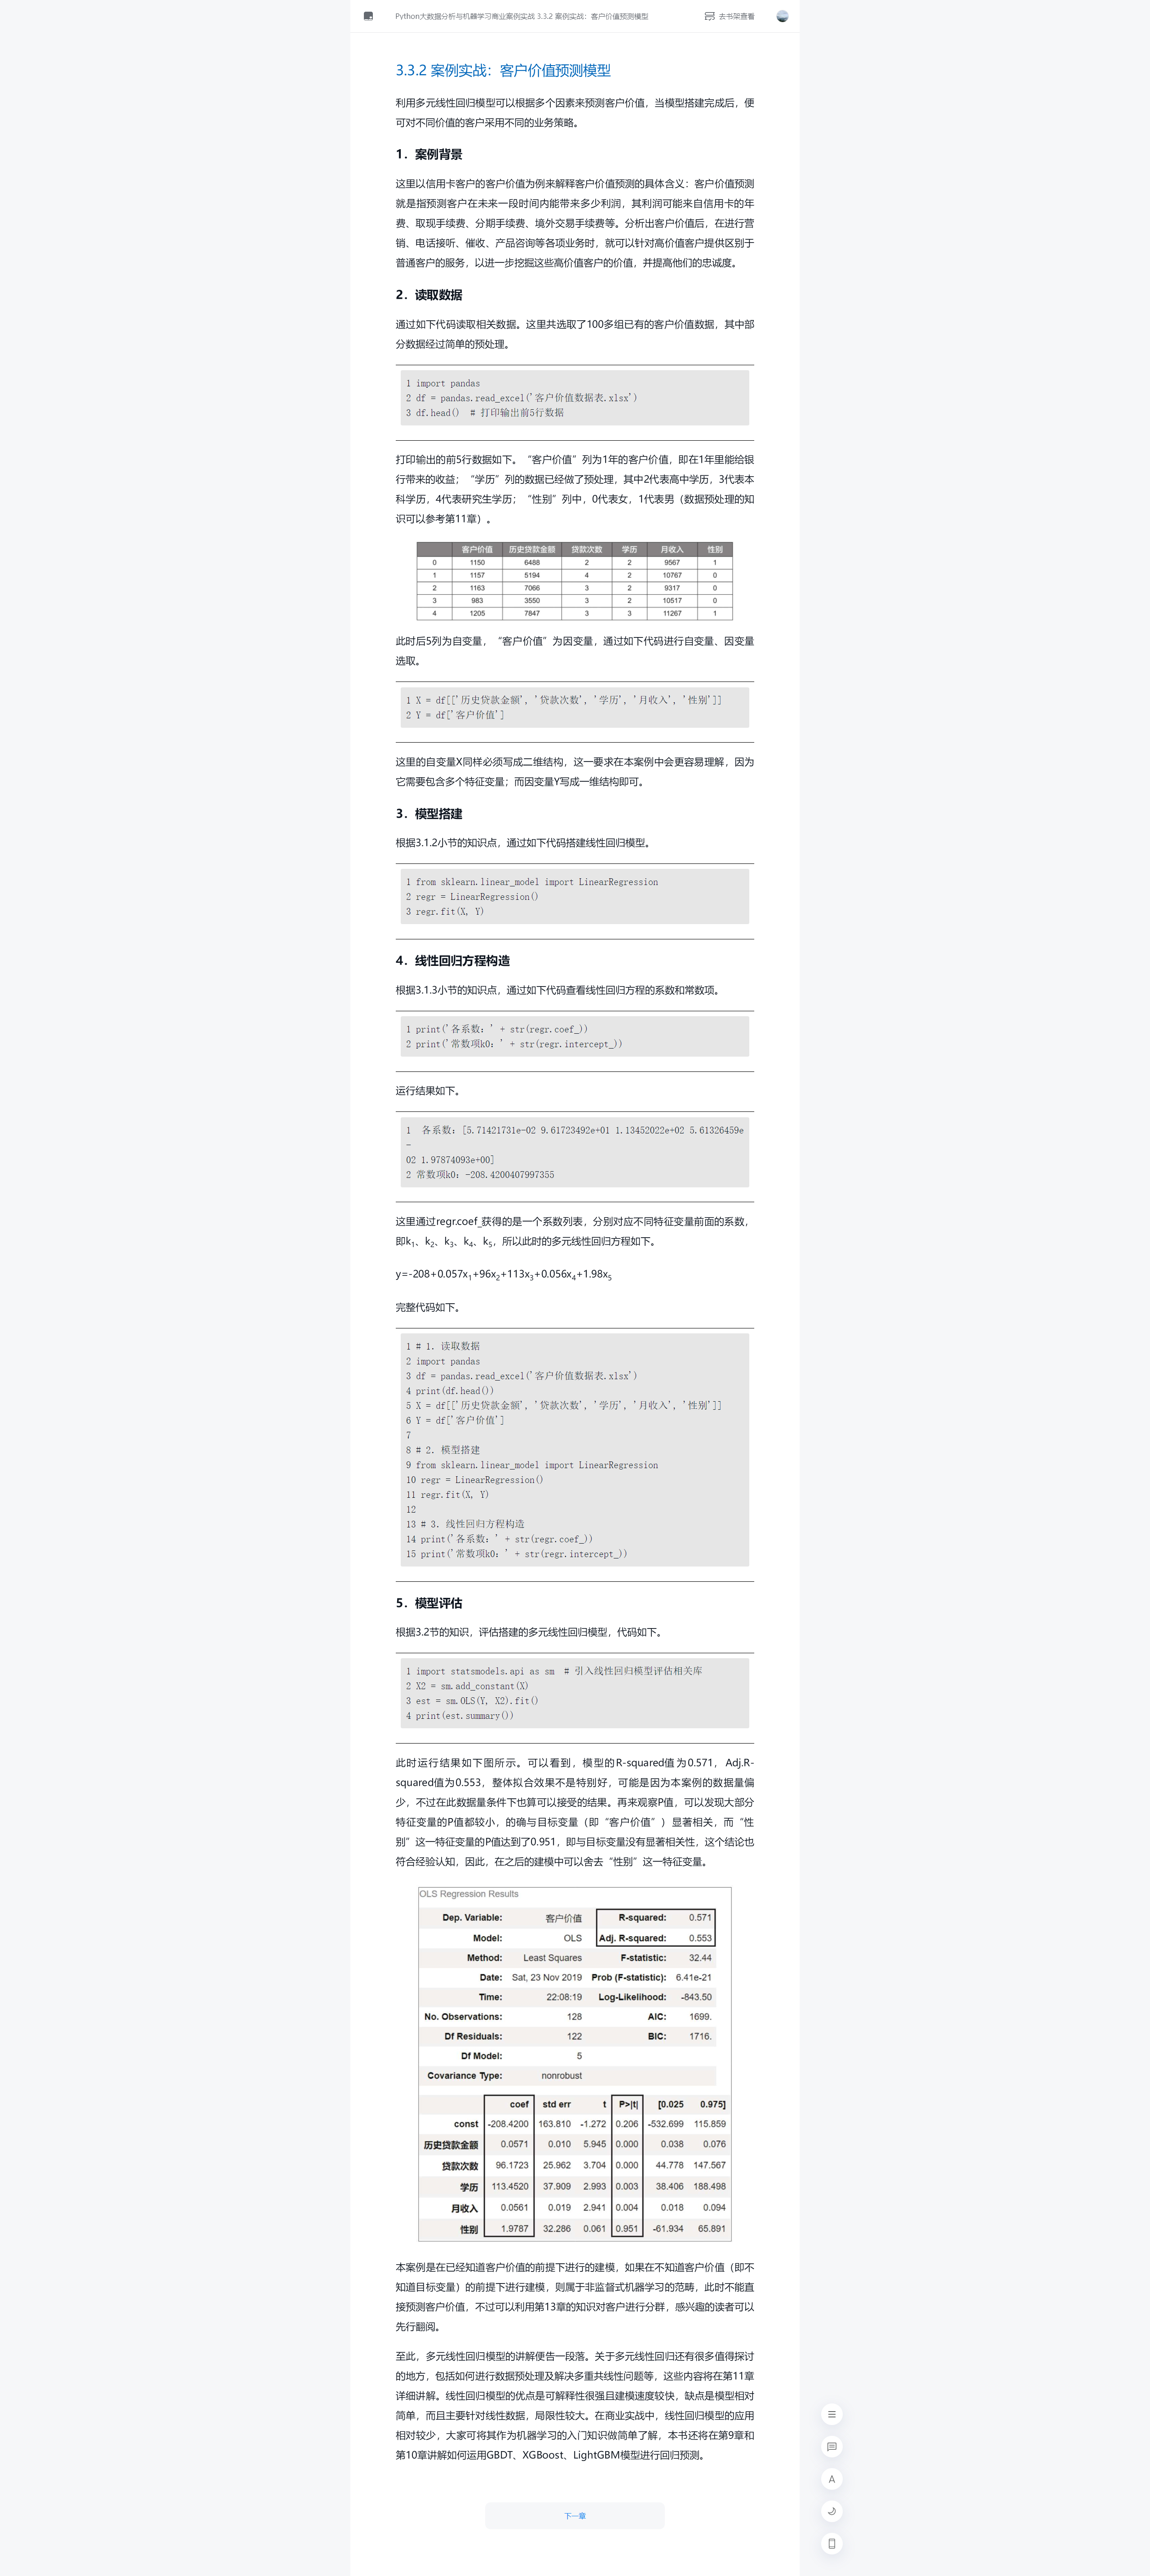 Python大数据分析与机器学习商业案例实战 3.3.2 案例实战：客户价值预测模型
去书架查看
3.3.2 案例实战：客户价值预测模型
利用多元线性回归模型可以根据多个因素来预测客户价值，当模型搭建完成后，便
可对不同价值的客户采用不同的业务策略。
1．案例背景
这里以信用卡客户的客户价值为例来解释客户价值预测的具体含义：客户价值预测
就是指预测客户在未来一段时间内能带来多少利润，其利润可能来自信用卡的年
费、取现手续费、分期手续费、境外交易手续费等。分析出客户价值后，在进行营
销、电话接听、催收、产品咨询等各项业务时，就可以针对高价值客户提供区别于
普通客户的服务，以进一步挖掘这些高价值客户的价值，并提高他们的忠诚度。
2．读取数据
通过如下代码读取相关数据。这里共选取了100多组已有的客户价值数据，其中部
分数据经过简单的预处理。
1 import pandas
2 df = pandas.read_excel('客户价值数据表.xlsx')
3 df.head()  # 打印输出前5行数据
打印输出的前5行数据如下。“客户价值”列为1年的客户价值，即在1年里能给银
行带来的收益；“学历”列的数据已经做了预处理，其中2代表高中学历，3代表本
科学历，4代表研究生学历；“性别”列中，0代表女，1代表男（数据预处理的知
识可以参考第11章）。
客户价值 历史贷款金额 贷款次数 学历 月收入 性别
0 1150 6488 2 2 9567 1
1 1157 5194 4 2 10767 0
2 1163 7066 3 2 9317 0
3 983 3550 3 2 10517 0
4 1205 7847 3 3 11267 1
此时后5列为自变量，“客户价值”为因变量，通过如下代码进行自变量、因变量
选取。
1 X = df[['历史贷款金额', '贷款次数', '学历', '月收入', '性别']]
2 Y = df['客户价值']
这里的自变量X同样必须写成二维结构，这一要求在本案例中会更容易理解，因为
它需要包含多个特征变量；而因变量Y写成一维结构即可。
3．模型搭建
根据3.1.2小节的知识点，通过如下代码搭建线性回归模型。
1 from sklearn.linear_model import LinearRegression
2 regr = LinearRegression()
3 regr.fit(X, Y)
4．线性回归方程构造
根据3.1.3小节的知识点，通过如下代码查看线性回归方程的系数和常数项。
1 print('各系数：' + str(regr.coef_))
2 print('常数项k0：' + str(regr.intercept_))
运行结果如下。
1  各系数：[5.71421731e-02 9.61723492e+01 1.13452022e+02 5.61326459e
-
02 1.97874093e+00]
2 常数项k0：-208.4200407997355
这里通过regr.coef_获得的是一个系数列表，分别对应不同特征变量前面的系数，
即k₁、k₂、k₃、k₄、k₅，所以此时的多元线性回归方程如下。
y=-208+0.057x₁+96x₂+113x₃+0.056x₄+1.98x₅
完整代码如下。
1 # 1. 读取数据
2 import pandas
3 df = pandas.read_excel('客户价值数据表.xlsx')
4 print(df.head())
5 X = df[['历史贷款金额', '贷款次数', '学历', '月收入', '性别']]
6 Y = df['客户价值']
7
8 # 2. 模型搭建
9 from sklearn.linear_model import LinearRegression
10 regr = LinearRegression()
11 regr.fit(X, Y)
12
13 # 3. 线性回归方程构造
14 print('各系数：' + str(regr.coef_))
15 print('常数项k0：' + str(regr.intercept_))
5．模型评估
根据3.2节的知识，评估搭建的多元线性回归模型，代码如下。
1 import statsmodels.api as sm  # 引入线性回归模型评估相关库
2 X2 = sm.add_constant(X)
3 est = sm.OLS(Y, X2).fit()
4 print(est.summary())
此时运行结果如下图所示。可以看到，模型的R-squared值为0.571，Adj.R-
squared值为0.553，整体拟合效果不是特别好，可能是因为本案例的数据量偏
少，不过在此数据量条件下也算可以接受的结果。再来观察P值，可以发现大部分
特征变量的P值都较小，的确与目标变量（即“客户价值”）显著相关，而“性
别”这一特征变量的P值达到了0.951，即与目标变量没有显著相关性，这个结论也
符合经验认知，因此，在之后的建模中可以舍去“性别”这一特征变量。
OLS Regression Results
Dep. Variable: 客户价值 R-squared: 0.571
Model: OLS Adj. R-squared: 0.553
Method: Least Squares F-statistic: 32.44
Date: Sat, 23 Nov 2019 Prob (F-statistic): 6.41e-21
Time: 22:08:19 Log-Likelihood: -843.50
No. Observations: 128 AIC: 1699.
Df Residuals: 122 BIC: 1716.
Df Model: 5
Covariance Type: nonrobust
coef std err t P>|t| [0.025 0.975]
const -208.4200 163.810 -1.272 0.206 -532.699 115.859
历史贷款金额 0.0571 0.010 5.945 0.000 0.038 0.076
贷款次数 96.1723 25.962 3.704 0.000 44.778 147.567
学历 113.4520 37.909 2.993 0.003 38.406 188.498
月收入 0.0561 0.019 2.941 0.004 0.018 0.094
性别 1.9787 32.286 0.061 0.951 -61.934 65.891
本案例是在已经知道客户价值的前提下进行的建模，如果在不知道客户价值（即不
知道目标变量）的前提下进行建模，则属于非监督式机器学习的范畴，此时不能直
接预测客户价值，不过可以利用第13章的知识对客户进行分群，感兴趣的读者可以
先行翻阅。
至此，多元线性回归模型的讲解便告一段落。关于多元线性回归还有很多值得探讨
的地方，包括如何进行数据预处理及解决多重共线性问题等，这些内容将在第11章
详细讲解。线性回归模型的优点是可解释性很强且建模速度较快，缺点是模型相对
简单，而且主要针对线性数据，局限性较大。在商业实战中，线性回归模型的应用
相对较少，大家可将其作为机器学习的入门知识做简单了解，本书还将在第9章和
第10章讲解如何运用GBDT、XGBoost、LightGBM模型进行回归预测。
下一章
A